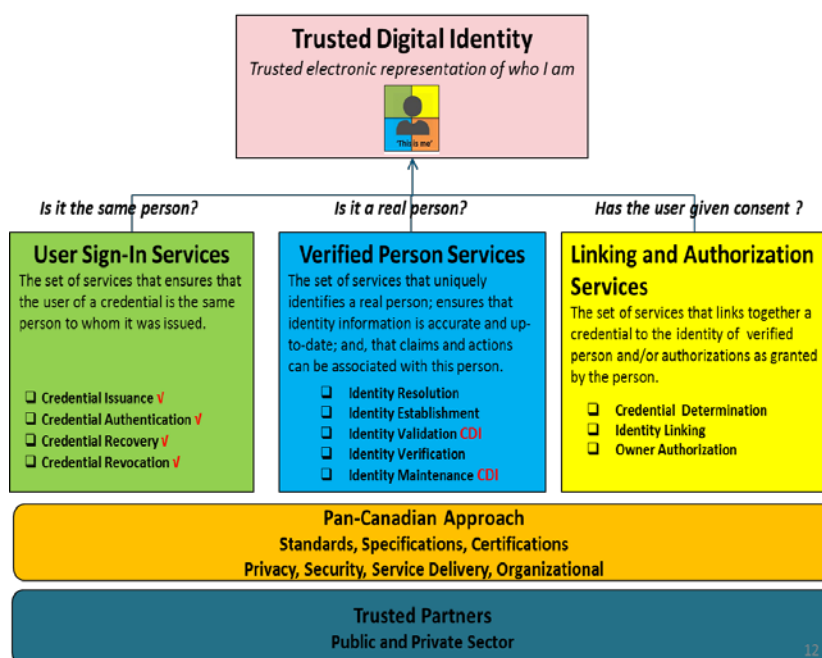 Trusted Digital Identity
Trusted electronic representation of who I am
'This is me'
Is it the same person?
Is it a real person?
Has the user given consent ?
User Sign-In Services
The set of services that ensures that
the user of a credential is the same
person to whom it was issued.
❑ Credential Issuance √
❑ Credential Authentication √
❑ Credential Recovery √
❑ Credential Revocation √
Verified Person Services
The set of services that uniquely
identifies a real person; ensures that
identity information is accurate and up-
to-date; and, that claims and actions
can be associated with this person.
❑ Identity Resolution
❑ Identity Establishment
❑ Identity Validation CDI
❑ Identity Verification
❑ Identity Maintenance CDI
Linking and Authorization
Services
The set of services that links together a
credential to the identity of verified
person and/or authorizations as granted
by the person.
❑ Credential Determination
❑ Identity Linking
❑ Owner Authorization
Pan-Canadian Approach
Standards, Specifications, Certifications
Privacy, Security, Service Delivery, Organizational
Trusted Partners
Public and Private Sector
12